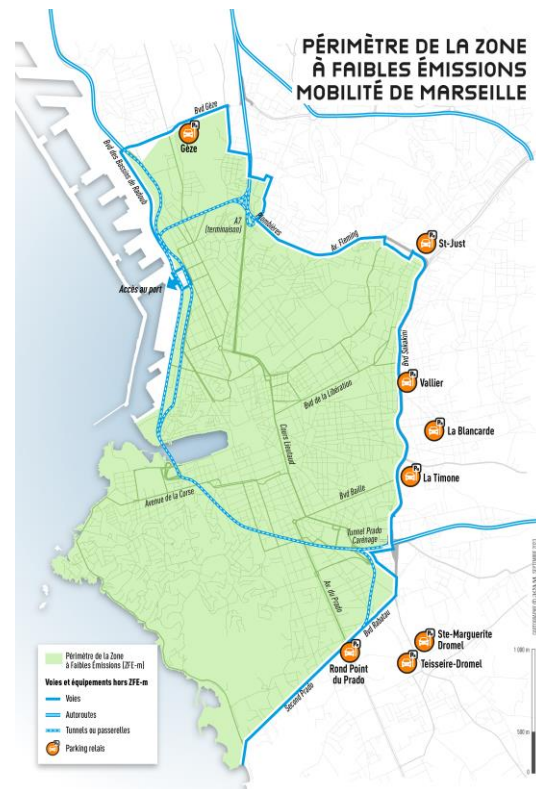 PÉRIMÈTRE DE LA ZONE
À FAIBLES ÉMISSIONS
MOBILITÉ DE MARSEILLE
Bvd Gèze
Gèze
Bvd des Bassins de Radoub
A7
(terminaison)
Plombières
Av. Fleming
St-Just
Accès au port
Bvd Sakakini
Vallier
Bvd de la Libération
La Blancarde
Cours Lieutaud
La Timone
Bvd Baille
Avenue de la Corse
Tunnel Prado
Carénage
Av. du Prado
Bvd Rabatau
Ste-Marguerite
Dromel
Teisseire-Dromel
Rond Point
du Prado
Second Prado
Périmètre de la Zone
à Faibles Émissions (ZFE-m)
Voies et équipements hors ZFE-m
Voies
Autoroutes
Tunnels ou passerelles
Parking relais
1 000 m
500 m
0